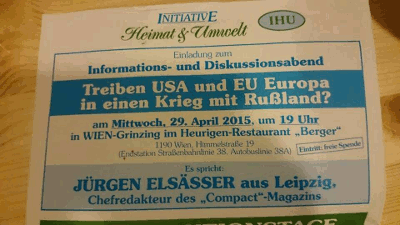 INITIATIVE
Heimat & Umwelt
IHU
Einladung zum
Informations- und Diskussionsabend
Treiben USA und EU Europa
in einen Krieg mit Rußland?
am Mittwoch, 29. April 2015, um 19 Uhr
in WIEN-Grinzing im Heurigen-Restaurant „Berger"
1190 Wien, Himmelstraße 19
(Endstation Straßenbahnlinie 38, Autobuslinie 38A)
Eintritt: freie Spende
Es spricht:
JÜRGEN ELSÄSSER aus Leipzig,
Chefredakteur des „Compact"-Magazins